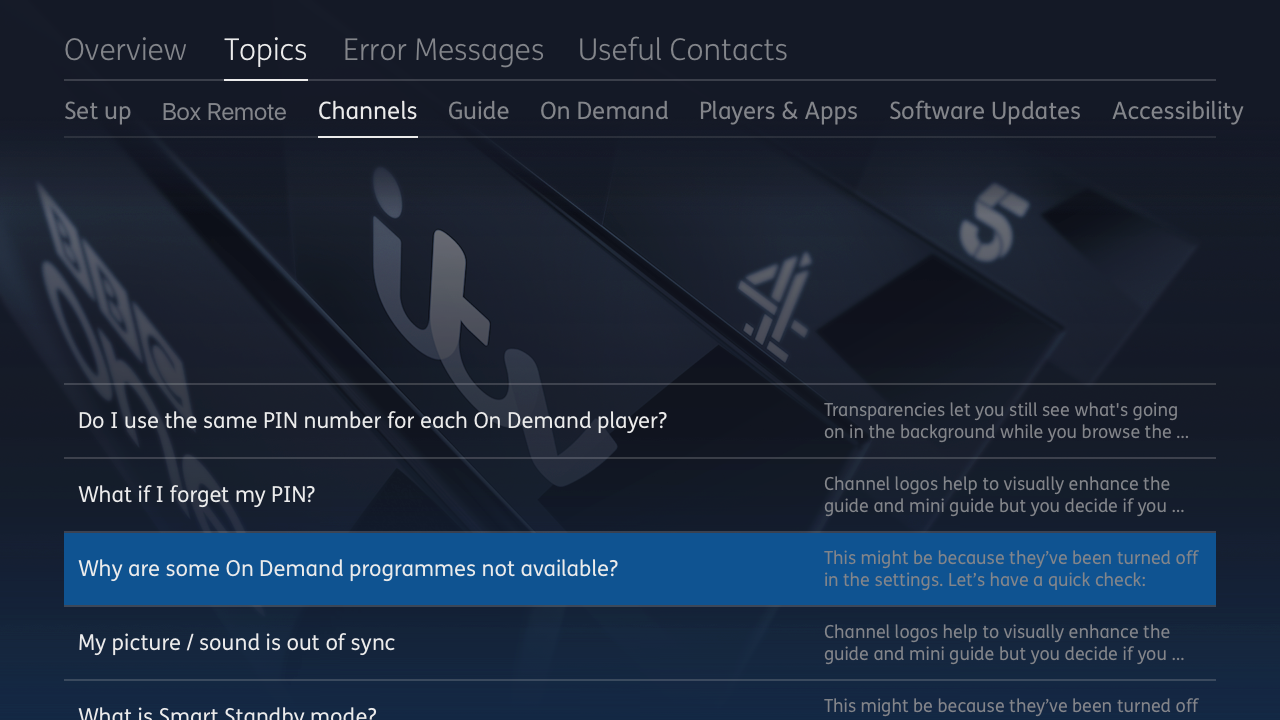 Overview Topics Error Messages Useful Contacts
Set up Box Remote Channels Guide On Demand Players & Apps Software Updates Accessibility
BBC
One
itv
4
5
Do I use the same PIN number for each On Demand player?
Transparencies let you still see what's going
on in the background while you browse the ...
What if I forget my PIN?
Channel logos help to visually enhance the
guide and mini guide but you decide if you ...
Why are some On Demand programmes not available?
This might be because they’ve been turned off
in the settings. Let’s have a quick check:
My picture / sound is out of sync
Channel logos help to visually enhance the
guide and mini guide but you decide if you ...
What is Smart Standby mode?
This might be because they’ve been turned off